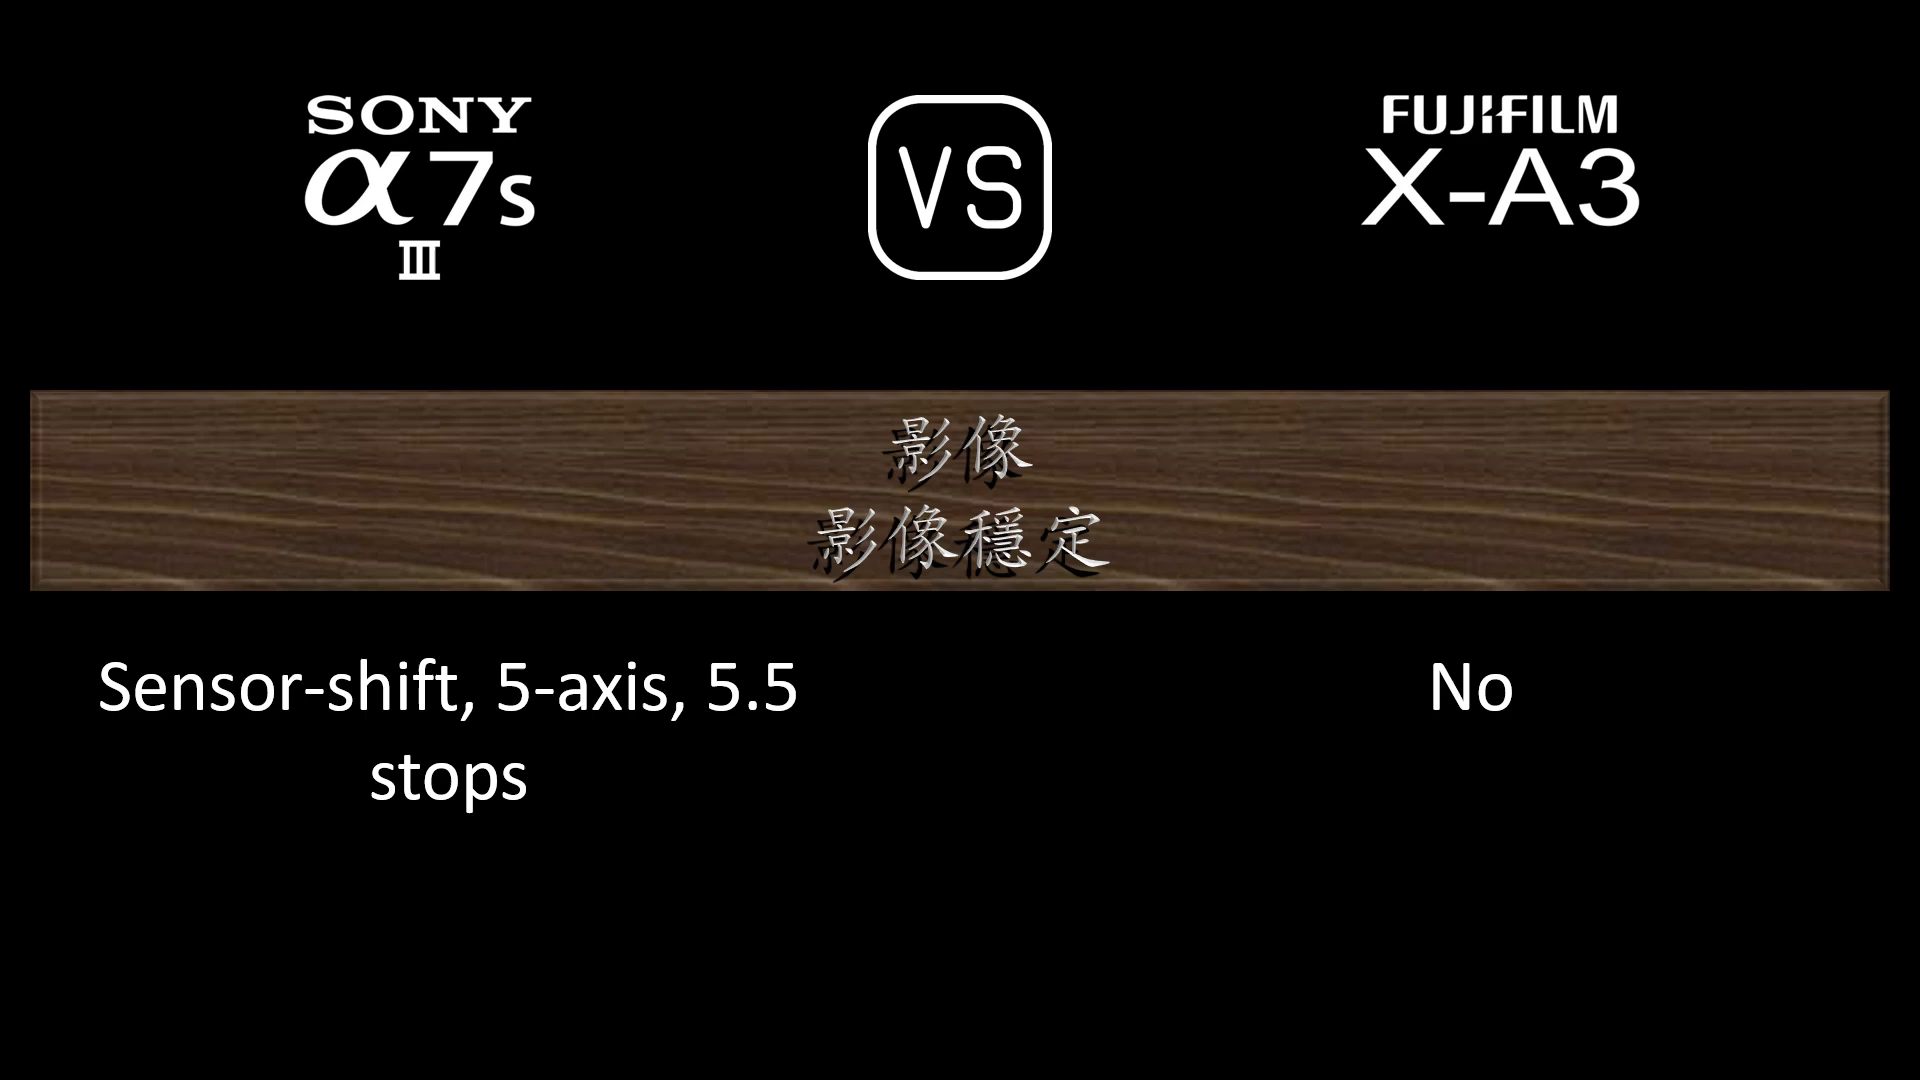 SONY
α7s
III
VS
FUJIFILM
X-A3
影像
影像穩定
Sensor-shift, 5-axis, 5.5
stops
No